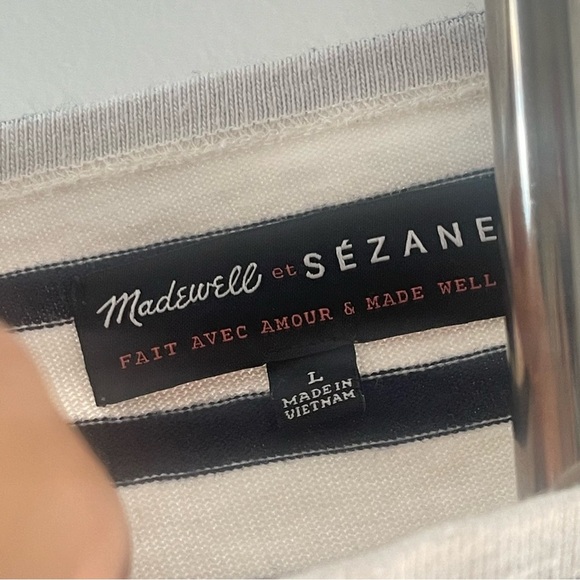 Madewell et SÉZANE
FAIT AVEC AMOUR & MADE WELL
L
MADE IN
VIETNAM